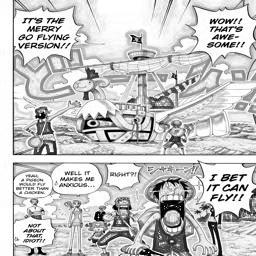 WOW!!
THAT'S
AWE-
SOME!!
IT'S THE
MERRY
GO FLYING
VERSION!!
I BET
IT CAN
FLY!!
RIGHT?!
WELL IT
MAKES ME
ANXIOUS...
YEAH,
A PIGEON
WOULD FLY
BETTER THAN
A CHICKEN.
NOT
ABOUT
THAT,
IDIOT!!